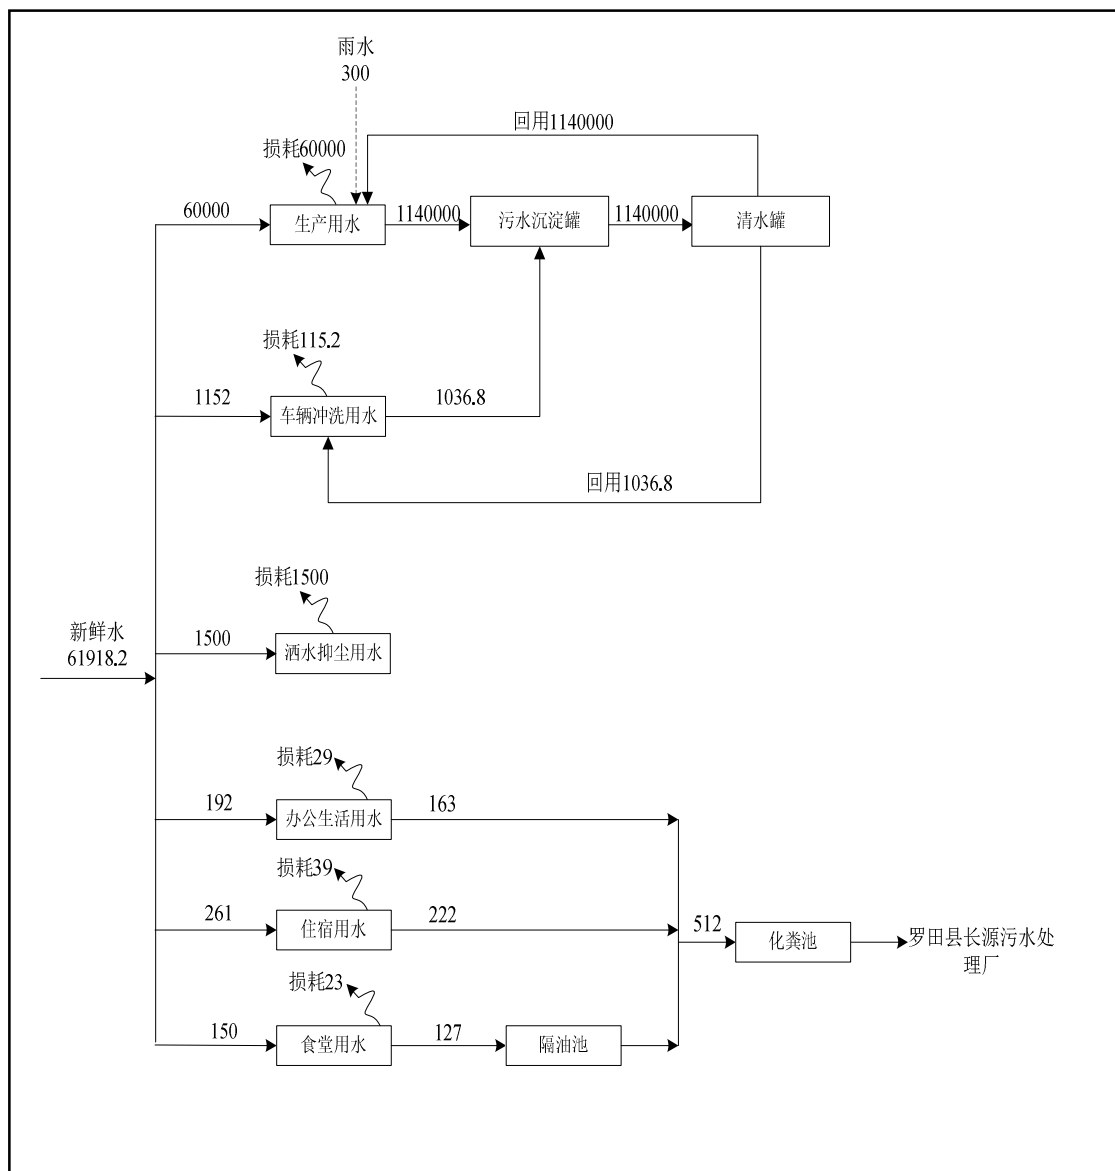 雨水
300
回用1140000
损耗60000
60000
生产用水
1140000
污水沉淀罐
1140000
清水罐
损耗115.2
1152
车辆冲洗用水
1036.8
回用1036.8
损耗1500
新鲜水
61918.2
1500
洒水抑尘用水
损耗29
192
办公生活用水
163
损耗39
261
住宿用水
222
512
化粪池
罗田县长源污水处
理厂
损耗23
150
食堂用水
127
隔油池